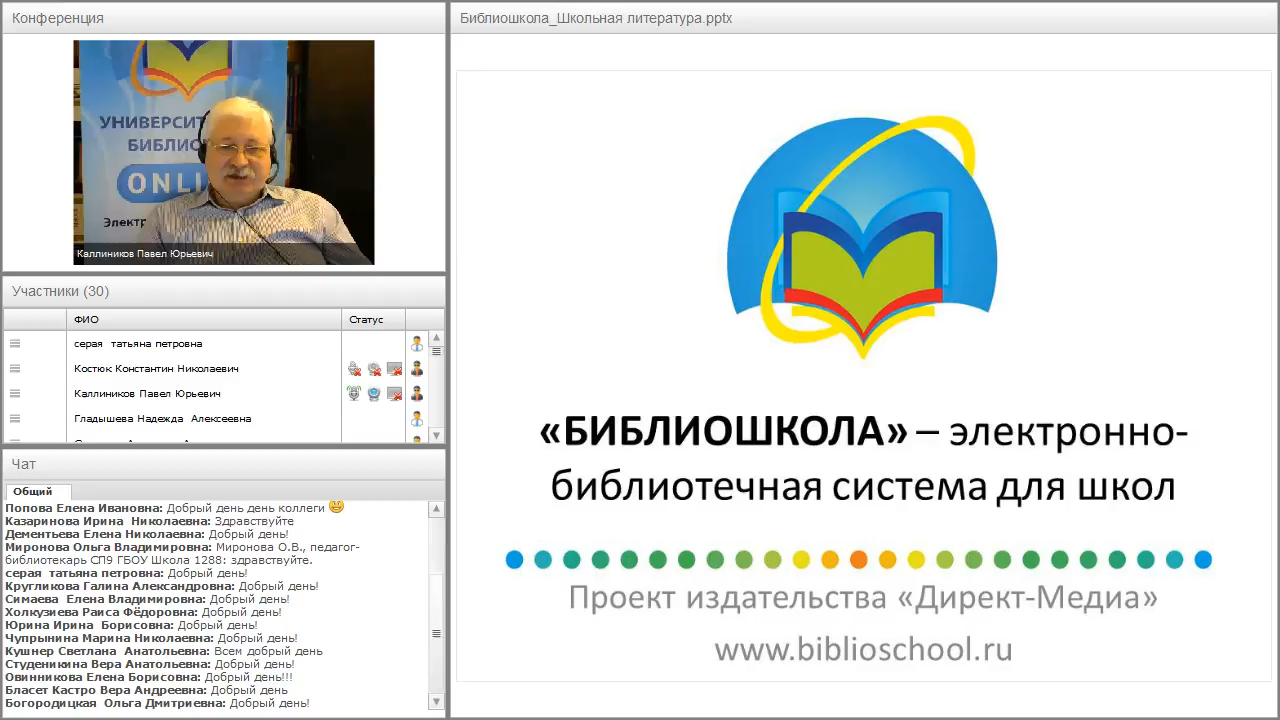 Конференция
УНИВЕРСИТ
БИБЛИО
ONLI
Электр
Каллиников Павел Юрьевич
Участники (30)
ФИО
Статус
серая татьяна петровна
Костюк Константин Николаевич
Каллиников Павел Юрьевич
Гладышева Надежда Алексеевна
Чат
Общий
Попова Елена Ивановна: Добрый день день коллеги
Казаринова Ирина Николаевна: Здравствуйте
Дементьева Елена Николаевна: Добрый день!
Миронова Ольга Владимировна: Миронова О.В., педагог-
библиотекарь СП9 ГБОУ Школа 1288: здравствуйте.
серая татьяна петровна: Добрый день!
Кругликова Галина Александровна: Добрый день!
Симаева Елена Владимировна: Добрый день!
Холкузиева Раиса Фёдоровна: Добрый день!
Юрина Ирина Борисовна: Добрый день!
Чупрынина Марина Николаевна: Добрый день!
Кушнер Светлана Анатольевна: Всем добрый день
Студеникина Вера Анатольевна: Добрый день!
Овинникова Елена Борисовна: Добрый день!!!
Бласет Кастро Вера Андреевна: Добрый день
Богородицкая Ольга Дмитриевна: Добрый день!
Библиошкола_Школьная литература.pptx
«БИБЛИОШКОЛА» – электронно-
библиотечная система для школ
Проект издательства «Директ-Медиа»
www.biblioschool.ru